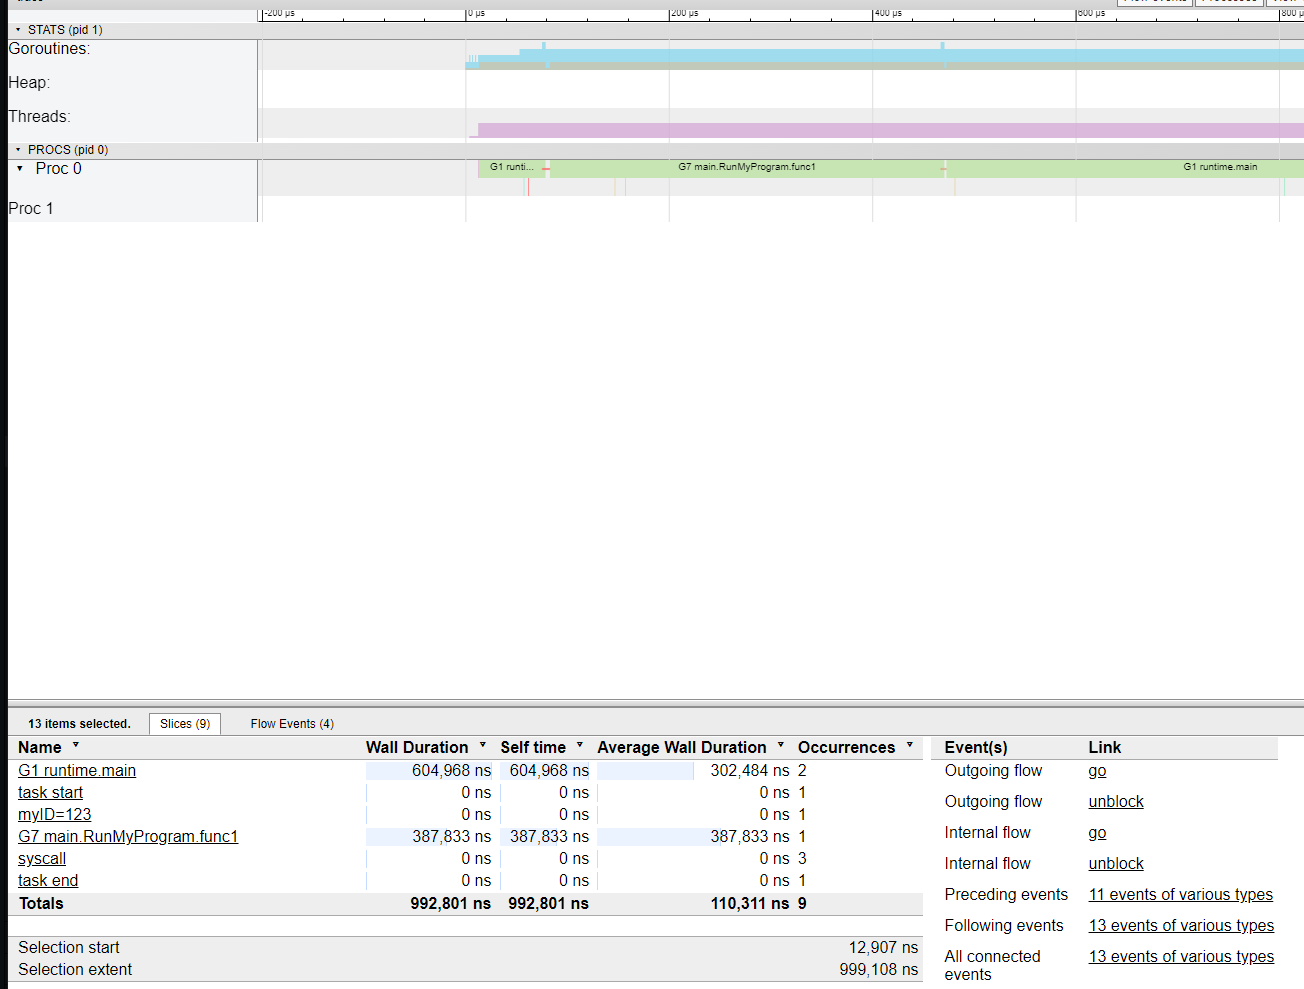 -200 µs 0 µs 200 µs 400 µs 600 µs 800 µ
STATS (pid 1)
Goroutines:
Heap:
Threads:
PROCS (pid 0)
Proc 0 G1 runti... G7 main.RunMyProgram.func1 G1 runtime.main
Proc 1
13 items selected. Slices (9) Flow Events (4)
Name Wall Duration Self time Average Wall Duration Occurrences Event(s) Link
G1 runtime.main 604,968 ns 604,968 ns 302,484 ns 2 Outgoing flow go
task start 0 ns 0 ns 0 ns 1
myID=123 0 ns 0 ns 0 ns 1 Outgoing flow unblock
G7 main.RunMyProgram.func1 387,833 ns 387,833 ns 387,833 ns 1 Internal flow go
syscall 0 ns 0 ns 0 ns 3 Internal flow unblock
task end 0 ns 0 ns 0 ns 1
Totals 992,801 ns 992,801 ns 110,311 ns 9 Preceding events 11 events of various types
Following events 13 events of various types
Selection start 12,907 ns
Selection extent 999,108 ns
All connected events 13 events of various types